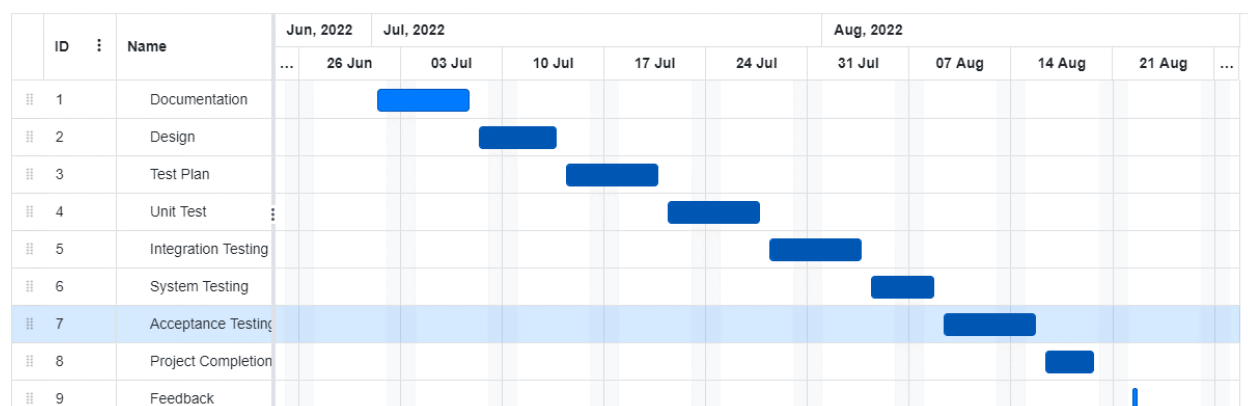 Jun, 2022 Jul, 2022 Aug, 2022
ID Name
... 26 Jun 03 Jul 10 Jul 17 Jul 24 Jul 31 Jul 07 Aug 14 Aug 21 Aug ...
1 Documentation
2 Design
3 Test Plan
4 Unit Test
5 Integration Testing
6 System Testing
7 Acceptance Testing
8 Project Completion
9 Feedback